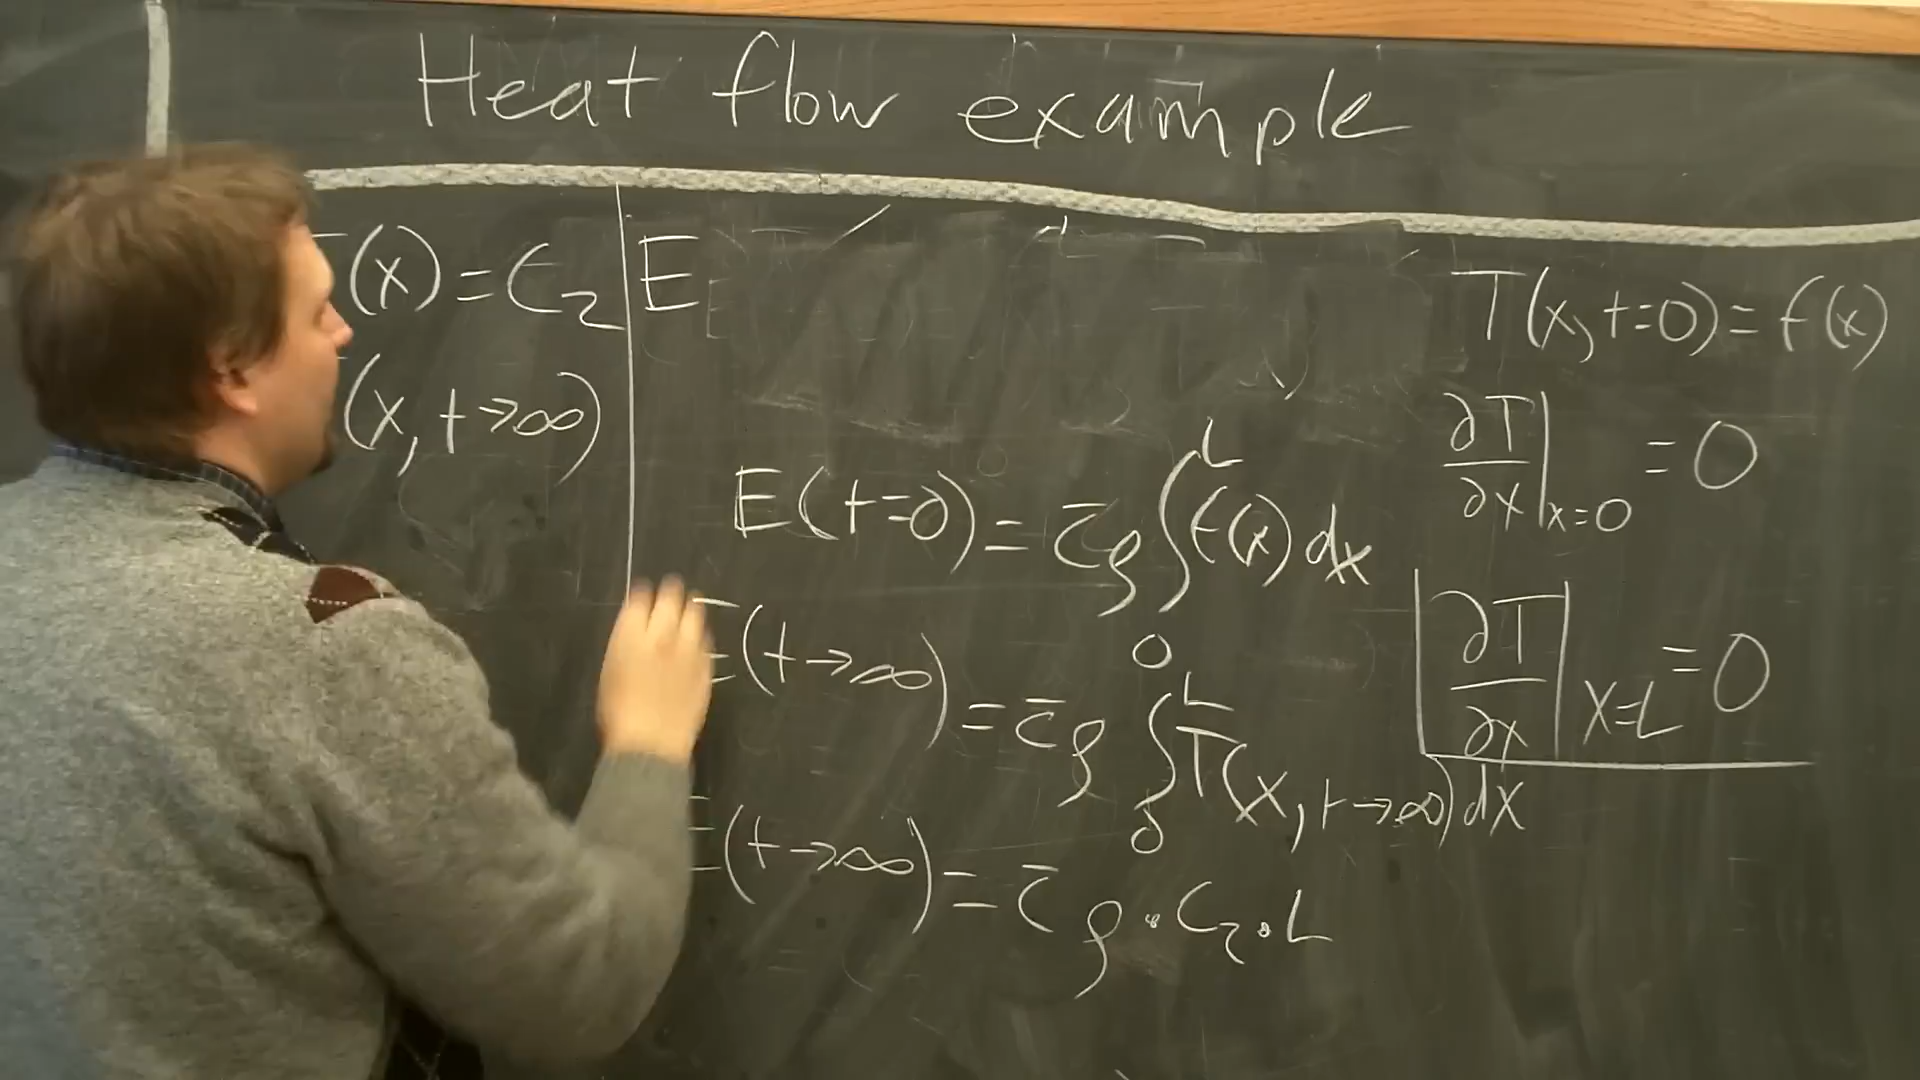 Heat flow example
T(x) = C₂
(x, t→∞)
E
E(t=0) = c̄ρ∫₀ᴸ f(x) dx
E(t→∞) = c̄ρ ∫₀ᴸ T(x, t→∞) dx
E(t→∞) = c̄ρ · C₂ · L
T(x, t=0) = f(x)
∂T/∂x|x=0 = 0
∂T/∂x|x=L = 0